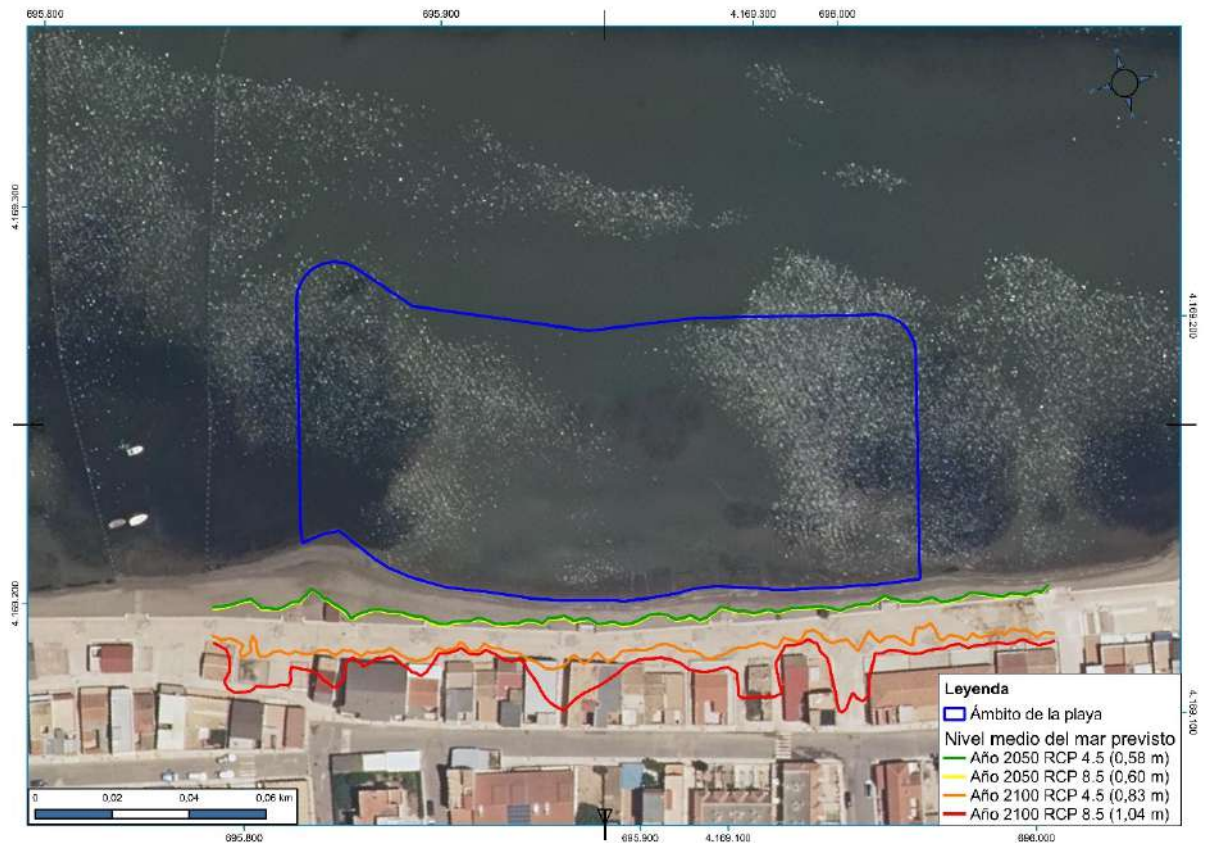 695.800
695.900
4.169.300
696.000
4.169.300
4.169.200
4.169.200
4.169.100
Leyenda
Ámbito de la playa
Nivel medio del mar previsto
Año 2050 RCP 4.5 (0,58 m)
Año 2050 RCP 8.5 (0,60 m)
Año 2100 RCP 4.5 (0,83 m)
Año 2100 RCP 8.5 (1,04 m)
0 0,02 0,04 0,06 km
695.800
695.900
4.169.100
696.000